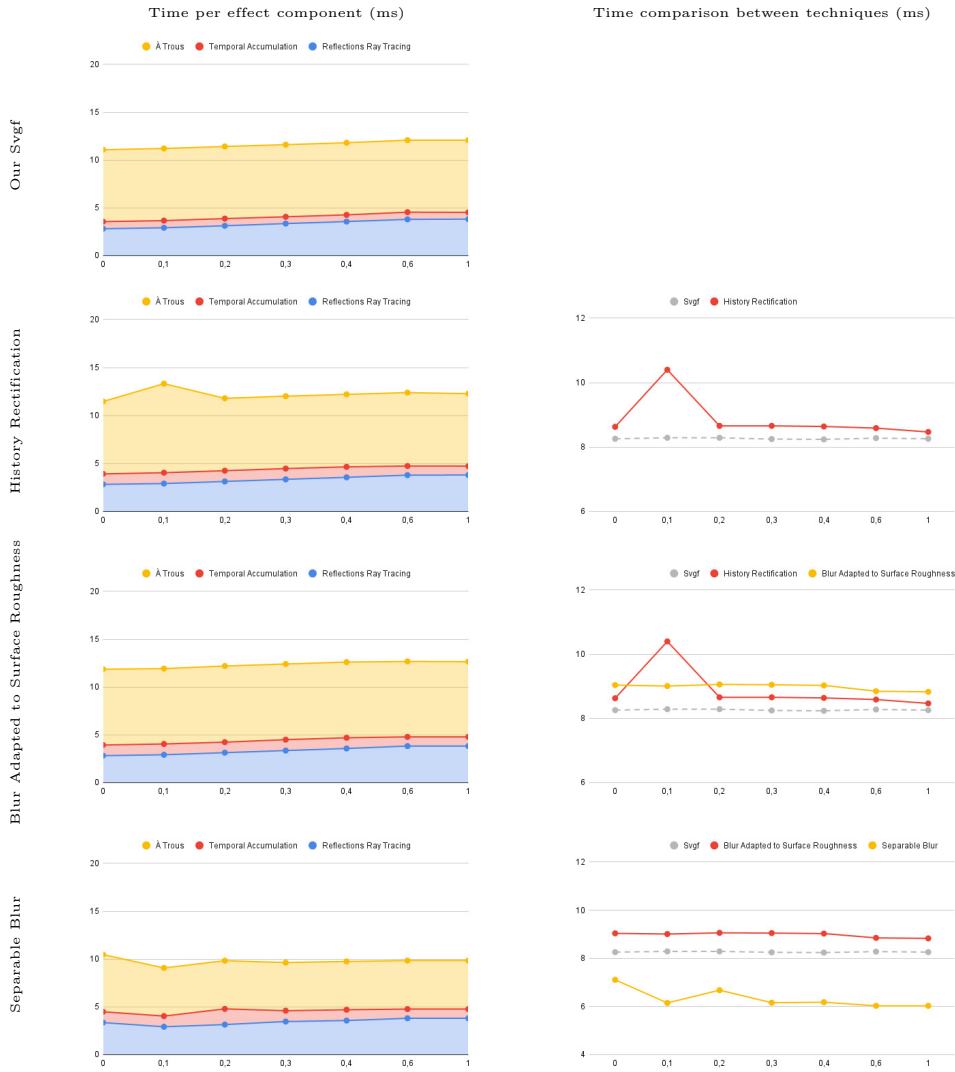 Time per effect component (ms)
Time comparison between techniques (ms)
Our Svgf
À Trous Temporal Accumulation Reflections Ray Tracing
20
15
10
5
0
0 0,1 0,2 0,3 0,4 0,6 1
History Rectification
À Trous Temporal Accumulation Reflections Ray Tracing
20
15
10
5
0
0 0,1 0,2 0,3 0,4 0,6 1
Svgf History Rectification
12
10
8
6
0 0,1 0,2 0,3 0,4 0,6 1
Blur Adapted to Surface Roughness
À Trous Temporal Accumulation Reflections Ray Tracing
20
15
10
5
0
0 0,1 0,2 0,3 0,4 0,6 1
Svgf History Rectification Blur Adapted to Surface Roughness
12
10
8
6
0 0,1 0,2 0,3 0,4 0,6 1
Separable Blur
À Trous Temporal Accumulation Reflections Ray Tracing
20
15
10
5
0
0 0,1 0,2 0,3 0,4 0,6 1
Svgf Blur Adapted to Surface Roughness Separable Blur
12
10
8
6
4
0 0,1 0,2 0,3 0,4 0,6 1